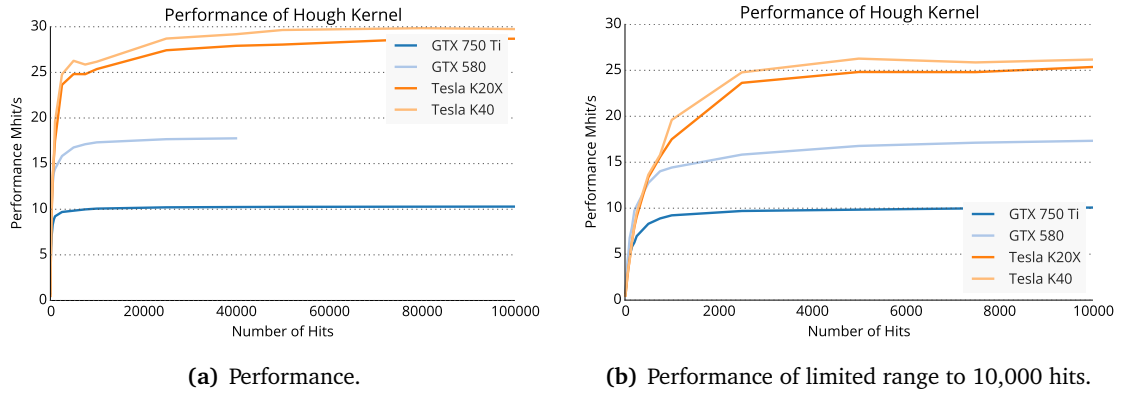 Performance of Hough Kernel
Performance Mhit/s
30
25
20
15
10
5
0
0 20000 40000 60000 80000 100000
Number of Hits
GTX 750 Ti
GTX 580
Tesla K20X
Tesla K40
(a) Performance.
Performance of Hough Kernel
Performance Mhit/s
30
25
20
15
10
5
0
0 2000 4000 6000 8000 10000
Number of Hits
GTX 750 Ti
GTX 580
Tesla K20X
Tesla K40
(b) Performance of limited range to 10,000 hits.